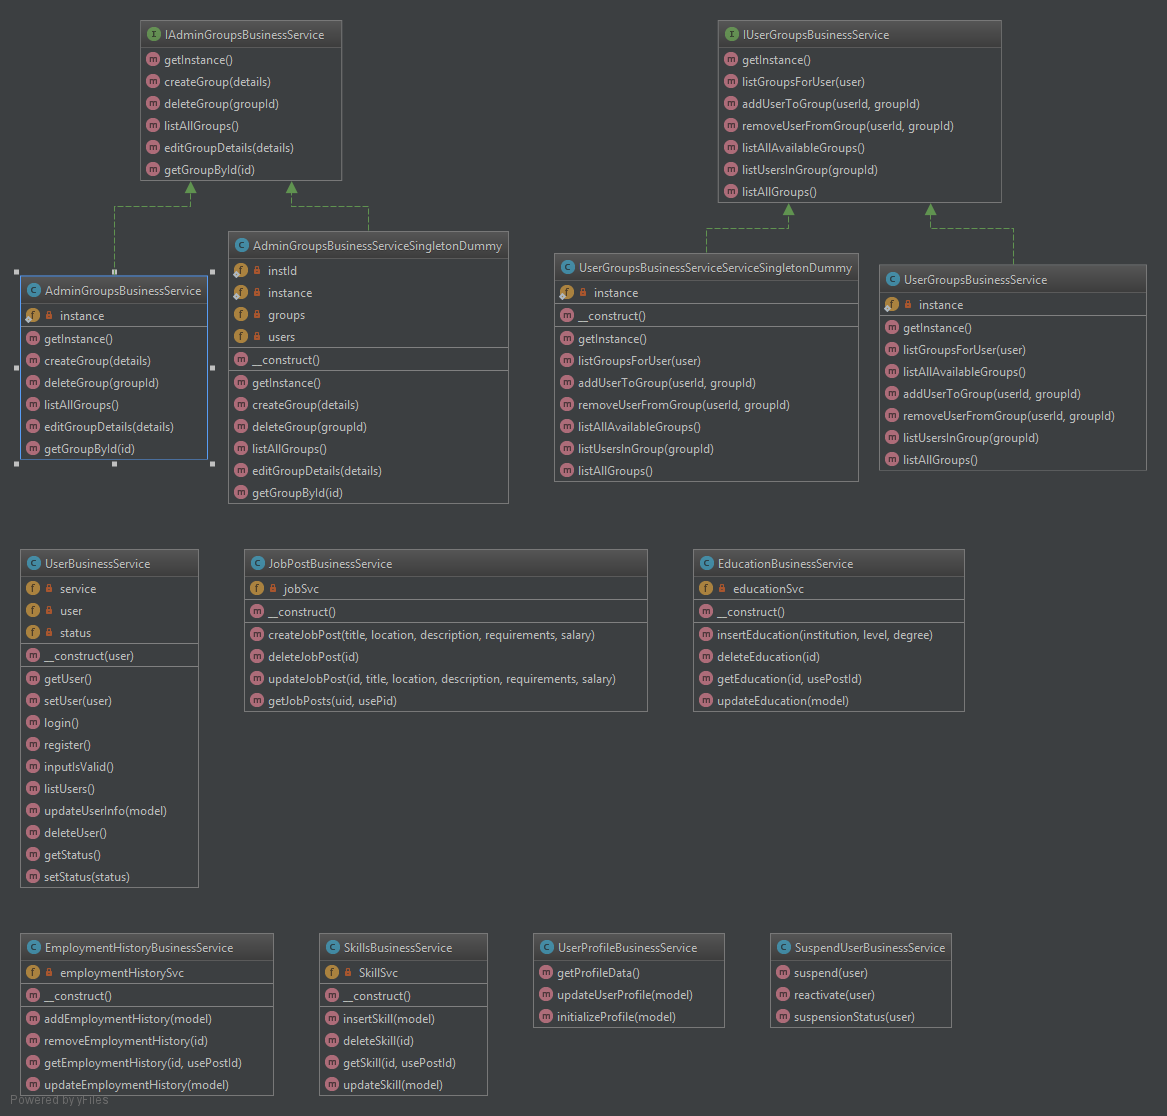 IAdminGroupsBusinessService
getInstance()
createGroup(details)
deleteGroup(groupId)
listAllGroups()
editGroupDetails(details)
getGroupById(id)
IUserGroupsBusinessService
getInstance()
listGroupsForUser(user)
addUserToGroup(userId, groupId)
removeUserFromGroup(userId, groupId)
listAllAvailableGroups()
listUsersInGroup(groupId)
listAllGroups()
AdminGroupsBusinessService
instance
getInstance()
createGroup(details)
deleteGroup(groupId)
listAllGroups()
editGroupDetails(details)
getGroupById(id)
AdminGroupsBusinessServiceSingletonDummy
instId
instance
groups
users
__construct()
getInstance()
createGroup(details)
deleteGroup(groupId)
listAllGroups()
editGroupDetails(details)
getGroupById(id)
UserGroupsBusinessServiceServiceSingletonDummy
instance
__construct()
getInstance()
listGroupsForUser(user)
addUserToGroup(userId, groupId)
removeUserFromGroup(userId, groupId)
listAllAvailableGroups()
listUsersInGroup(groupId)
listAllGroups()
UserGroupsBusinessService
instance
getInstance()
listGroupsForUser(user)
listAllAvailableGroups()
addUserToGroup(userId, groupId)
removeUserFromGroup(userId, groupId)
listUsersInGroup(groupId)
listAllGroups()
UserBusinessService
service
user
status
__construct(user)
getUser()
setUser(user)
login()
register()
inputIsValid()
listUsers()
updateUserInfo(model)
deleteUser()
getStatus()
setStatus(status)
JobPostBusinessService
jobSvc
__construct()
createJobPost(title, location, description, requirements, salary)
deleteJobPost(id)
updateJobPost(id, title, location, description, requirements, salary)
getJobPosts(uid, usePid)
EducationBusinessService
educationSvc
__construct()
insertEducation(institution, level, degree)
deleteEducation(id)
getEducation(id, usePostId)
updateEducation(model)
EmploymentHistoryBusinessService
employmentHistorySvc
__construct()
addEmploymentHistory(model)
removeEmploymentHistory(id)
getEmploymentHistory(id, usePostId)
updateEmploymentHistory(model)
SkillsBusinessService
SkillSvc
__construct()
insertSkill(model)
deleteSkill(id)
getSkill(id, usePostId)
updateSkill(model)
UserProfileBusinessService
getProfileData()
updateUserProfile(model)
initializeProfile(model)
SuspendUserBusinessService
suspend(user)
reactivate(user)
suspensionStatus(user)
Powered by yFiles